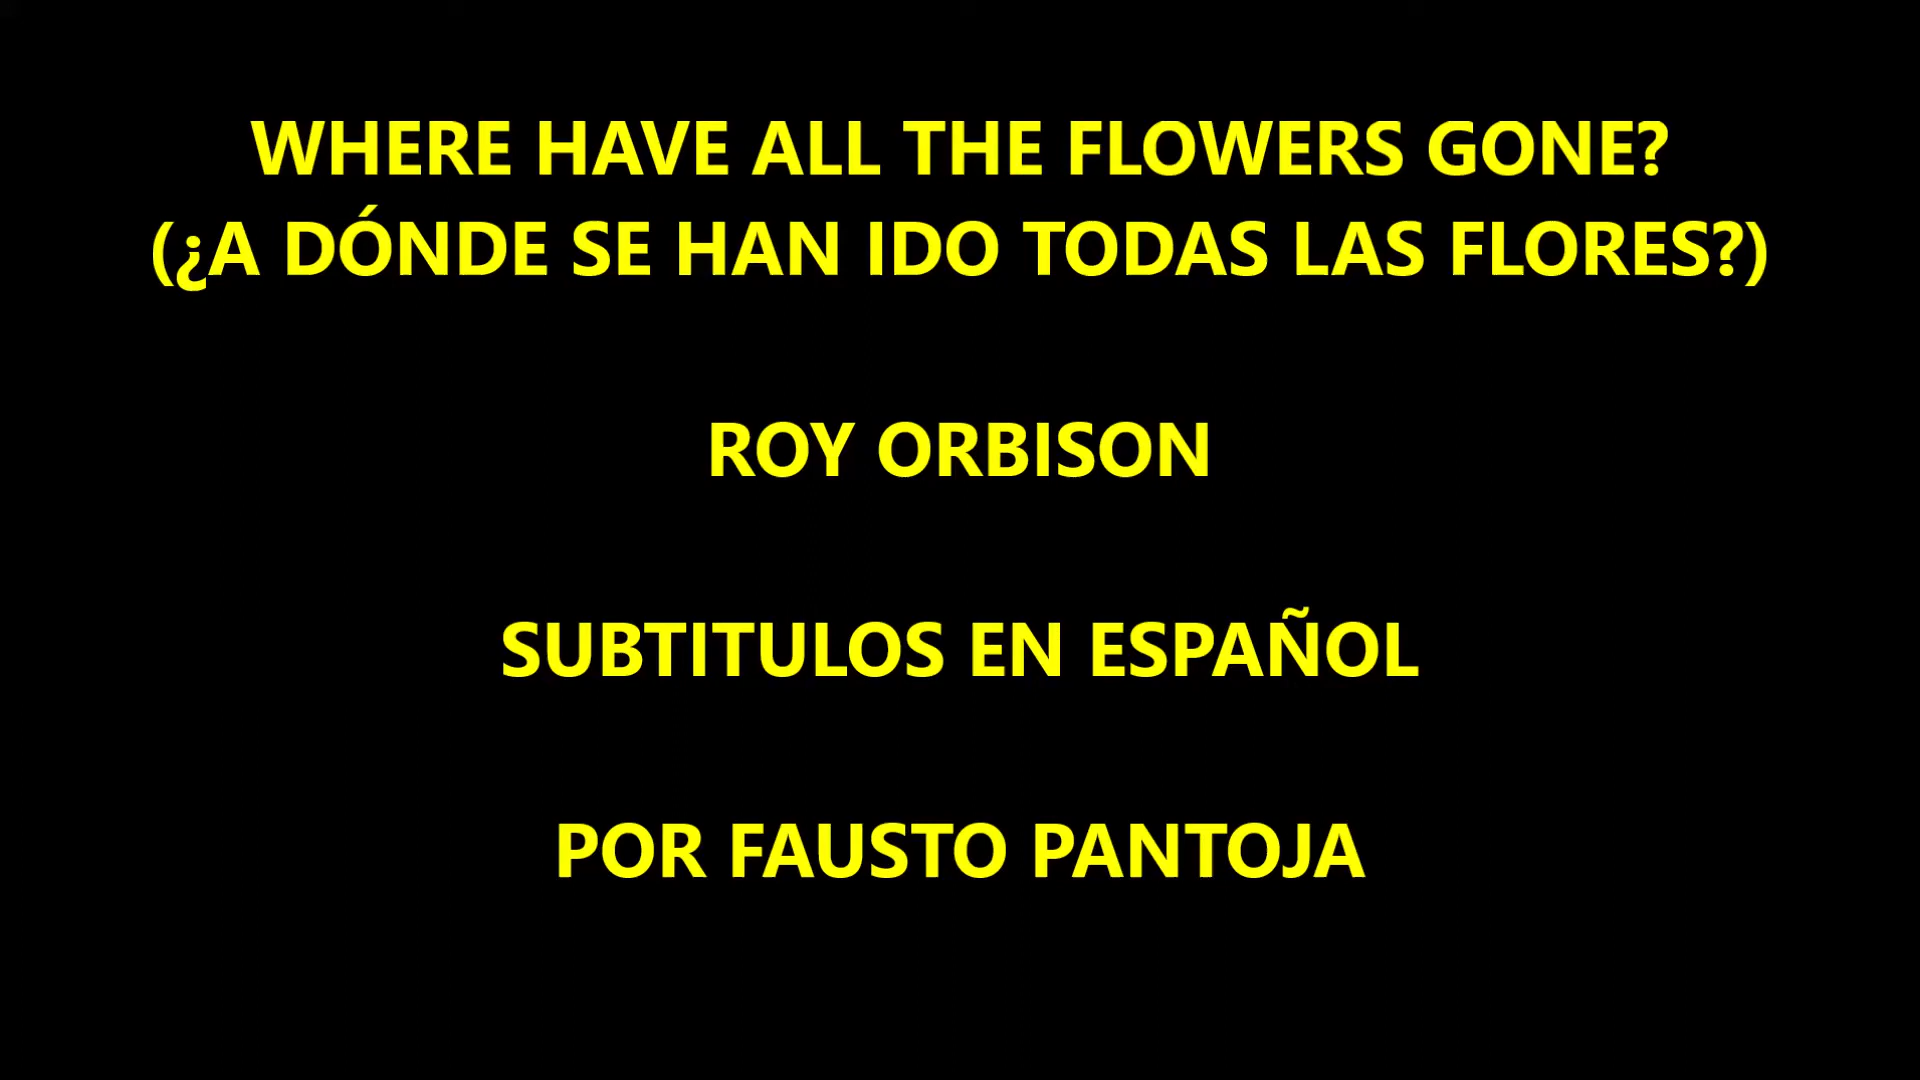 WHERE HAVE ALL THE FLOWERS GONE?
(¿A DÓNDE SE HAN IDO TODAS LAS FLORES?)
ROY ORBISON
SUBTITULOS EN ESPAÑOL
POR FAUSTO PANTOJA